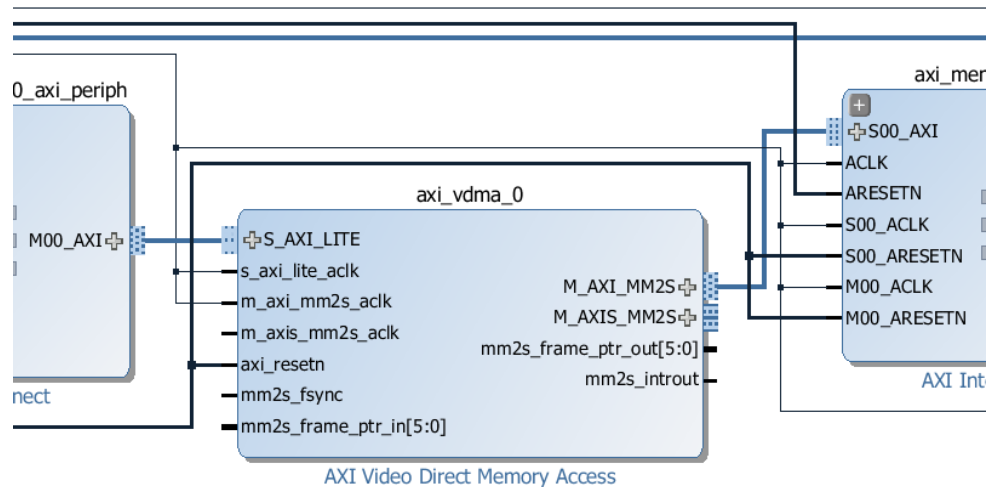 0_axi_periph
M00_AXI
nect
axi_vdma_0
S_AXI_LITE
s_axi_lite_aclk
m_axi_mm2s_aclk
m_axis_mm2s_aclk
axi_resetn
mm2s_fsync
mm2s_frame_ptr_in[5:0]
M_AXI_MM2S
M_AXIS_MM2S
mm2s_frame_ptr_out[5:0]
mm2s_introut
AXI Video Direct Memory Access
axi_mer
S00_AXI
ACLK
ARESETN
S00_ACLK
S00_ARESETN
M00_ACLK
M00_ARESETN
AXI Int